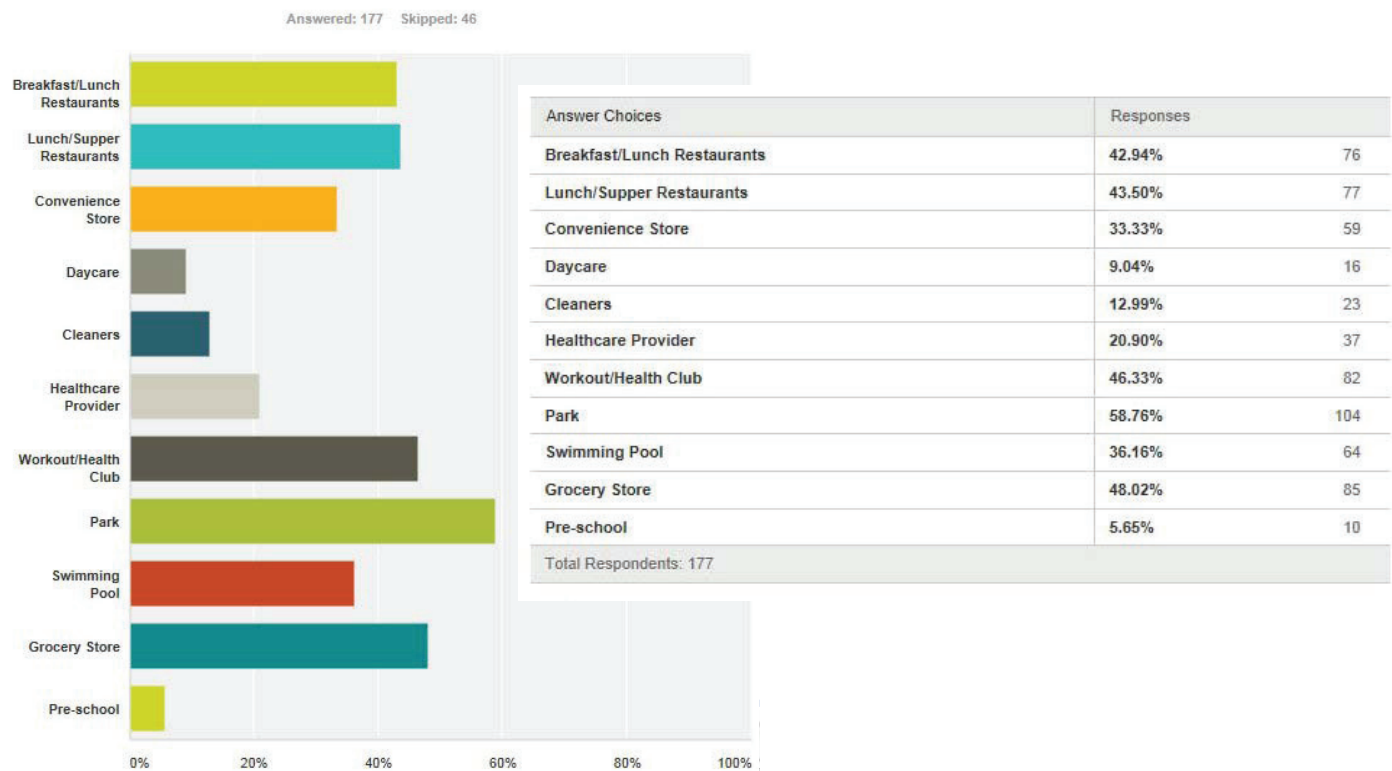 Answered: 177 Skipped: 46
Breakfast/Lunch
Restaurants
Lunch/Supper
Restaurants
Convenience
Store
Daycare
Cleaners
Healthcare
Provider
Workout/Health
Club
Park
Swimming
Pool
Grocery Store
Pre-school
0% 20% 40% 60% 80% 100%
Answer Choices Responses
Breakfast/Lunch Restaurants 42.94% 76
Lunch/Supper Restaurants 43.50% 77
Convenience Store 33.33% 59
Daycare 9.04% 16
Cleaners 12.99% 23
Healthcare Provider 20.90% 37
Workout/Health Club 46.33% 82
Park 58.76% 104
Swimming Pool 36.16% 64
Grocery Store 48.02% 85
Pre-school 5.65% 10
Total Respondents: 177